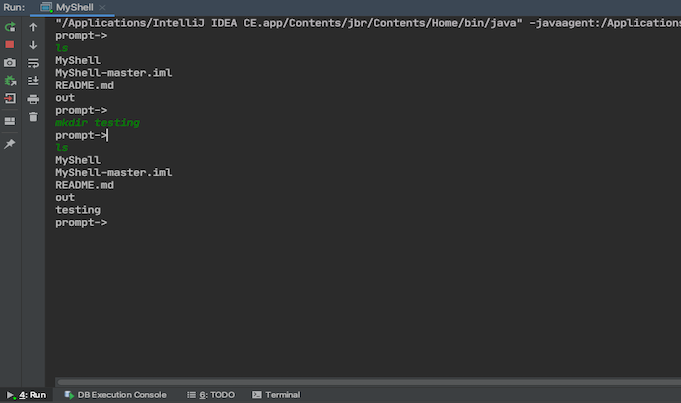 Run: MyShell
"/Applications/IntelliJ IDEA CE.app/Contents/jbr/Contents/Home/bin/java" -javaagent:/Applications
prompt->
ls
MyShell
MyShell-master.iml
README.md
out
prompt->
mkdir testing
prompt->
ls
MyShell
MyShell-master.iml
README.md
out
testing
prompt->
4: Run DB Execution Console 6: TODO Terminal